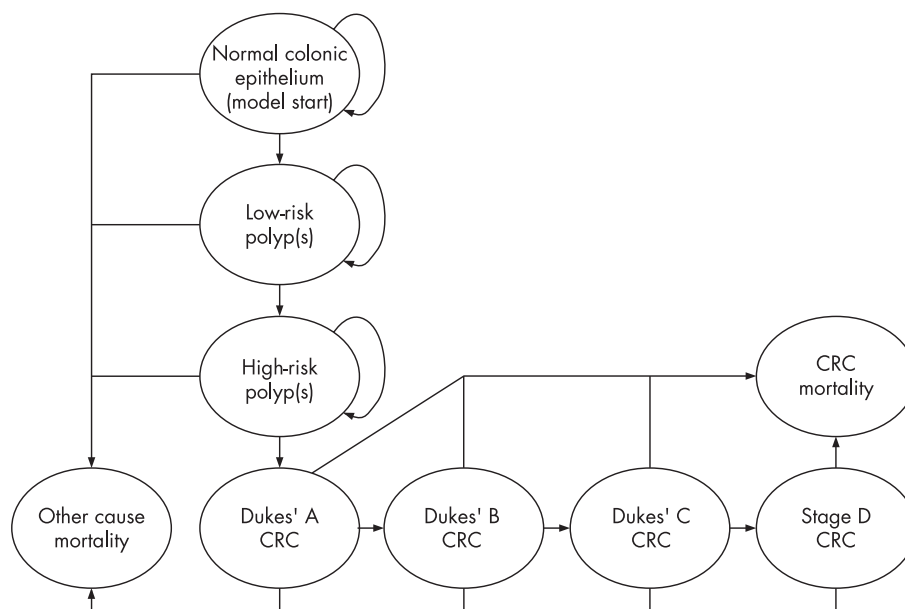 Normal colonic
epithelium
(model start)
Low-risk
polyp(s)
High-risk
polyp(s)
CRC
mortality
Other cause
mortality
Dukes' A
CRC
Dukes' B
CRC
Dukes' C
CRC
Stage D
CRC